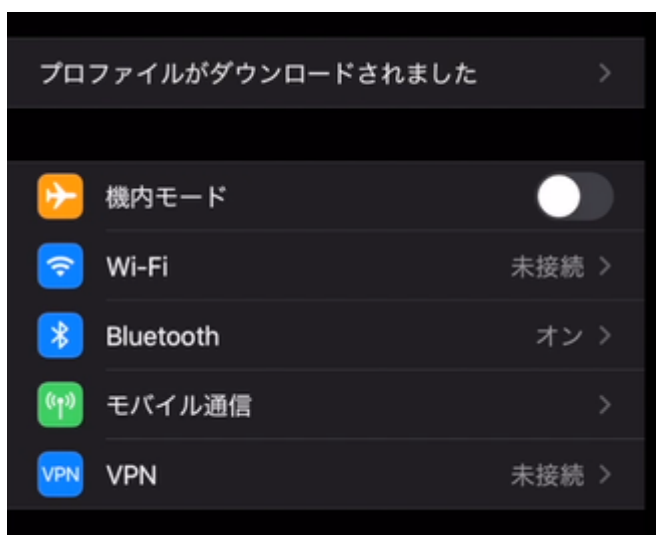 プロファイルがダウンロードされました
機内モード
Wi-Fi 未接続
Bluetooth オン
モバイル通信
VPN VPN 未接続